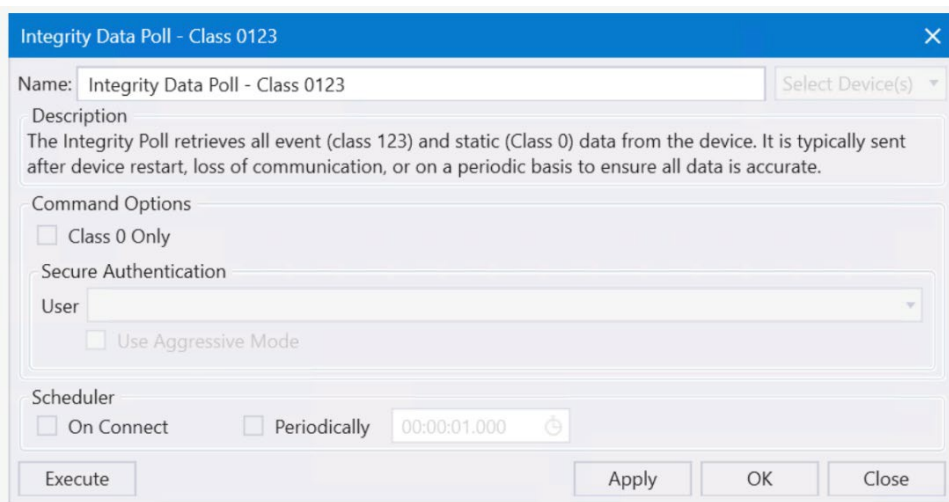 Integrity Data Poll - Class 0123
Name: Integrity Data Poll - Class 0123 Select Device(s)
Description
The Integrity Poll retrieves all event (class 123) and static (Class 0) data from the device. It is typically sent
after device restart, loss of communication, or on a periodic basis to ensure all data is accurate.
Command Options
Class 0 Only
Secure Authentication
User
Use Aggressive Mode
Scheduler
On Connect Periodically 00:00:01.000
Execute Apply OK Close